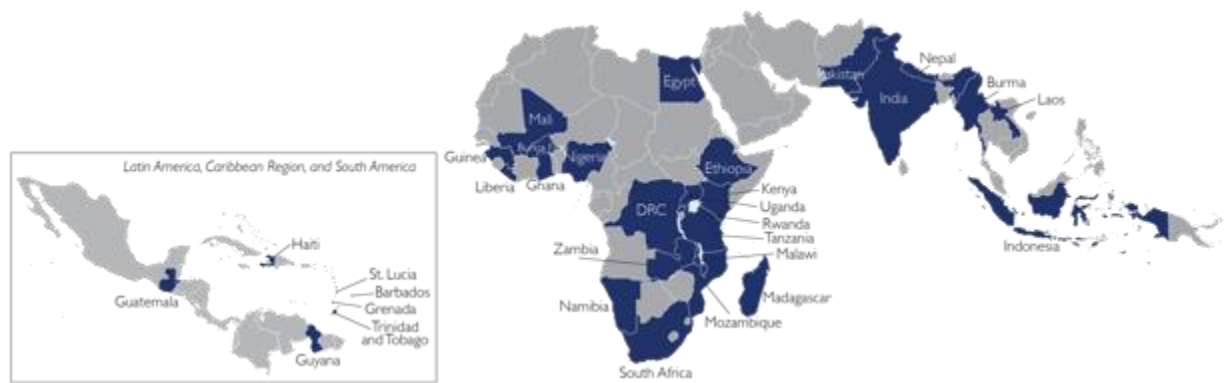 Latin America, Caribbean Region, and South America
Haiti
St. Lucia
Barbados
Grenada
Trinidad
and Tobago
Guatemala
Guyana
Egypt
Mali
Guinea
Nigeria
Liberia
Ghana
Ethiopia
Kenya
Uganda
DRC
Rwanda
Tanzania
Zambia
Malawi
Namibia
Madagascar
Mozambique
South Africa
Pakistan
Nepal
India
Burma
Laos
Indonesia